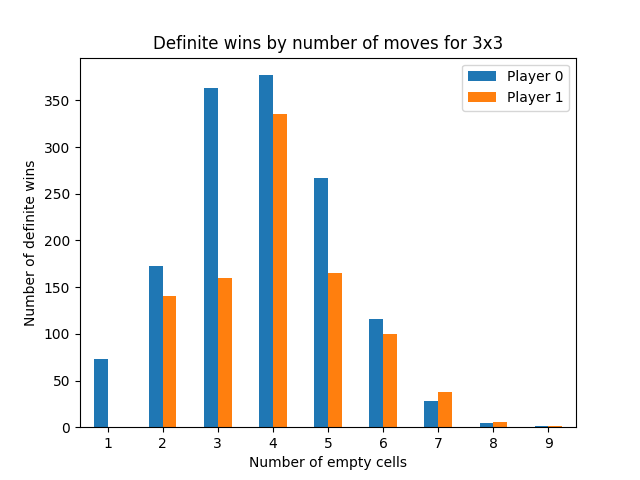 Definite wins by number of moves for 3x3
Player 0
Player 1
Number of definite wins
350
300
250
200
150
100
50
0
1 2 3 4 5 6 7 8 9
Number of empty cells